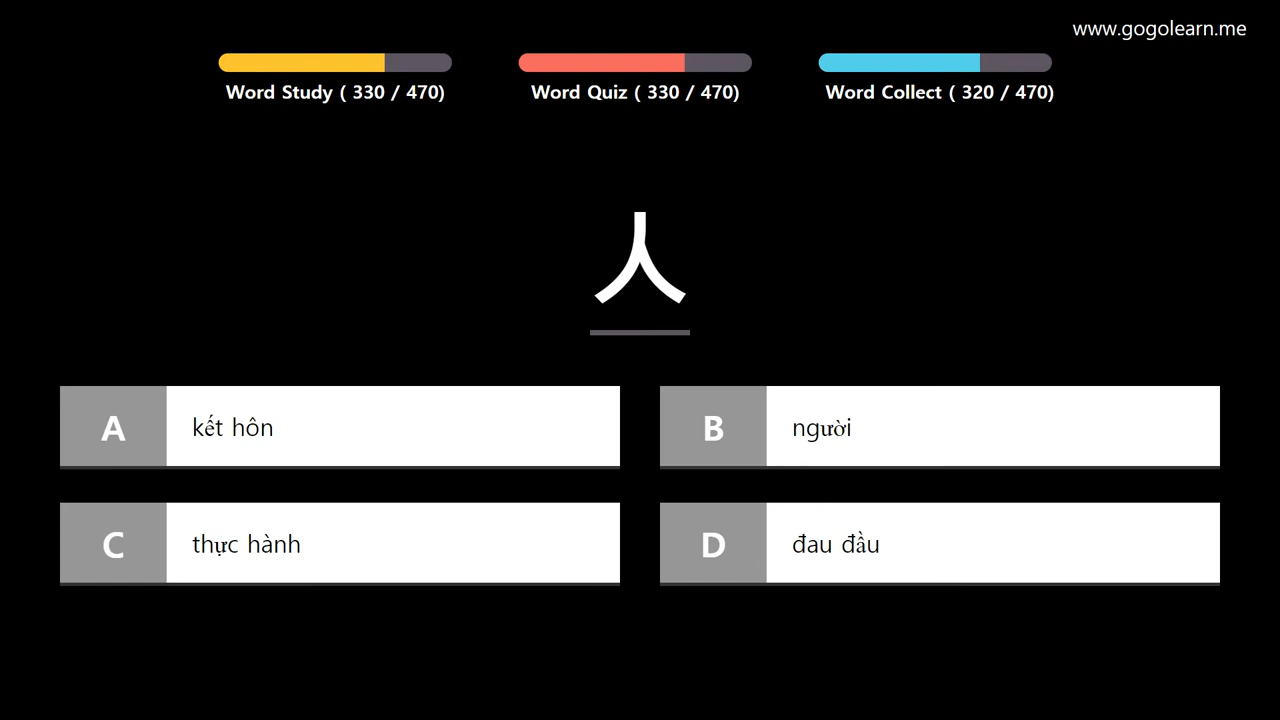 www.gogolearn.me
Word Study ( 330 / 470)
Word Quiz ( 330 / 470)
Word Collect ( 320 / 470)
人
A kết hôn
B người
C thực hành
D đau đầu